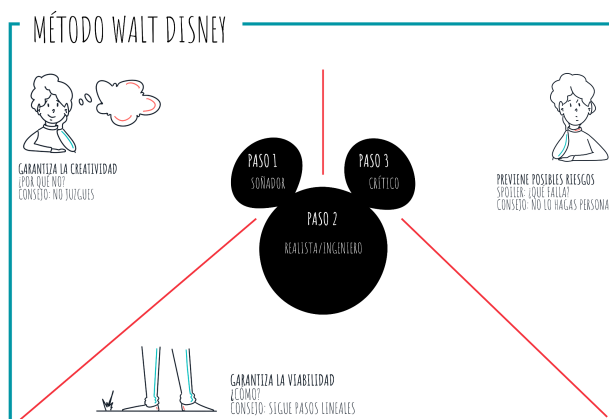 MÉTODO WALT DISNEY
GARANTIZA LA CREATIVIDAD
¿POR QUÉ NO?
CONSEJO: NO JUZGUES
PASO 1
SOÑADOR
PASO 3
CRÍTICO
PASO 2
REALISTA/INGENIERO
PREVIENE POSIBLES RIESGOS
SPOILER: ¿QUÉ FALLA?
CONSEJO: NO LO HAGAS PERSONA
GARANTIZA LA VIABILIDAD
¿CÓMO?
CONSEJO: SIGUE PASOS LINEALES